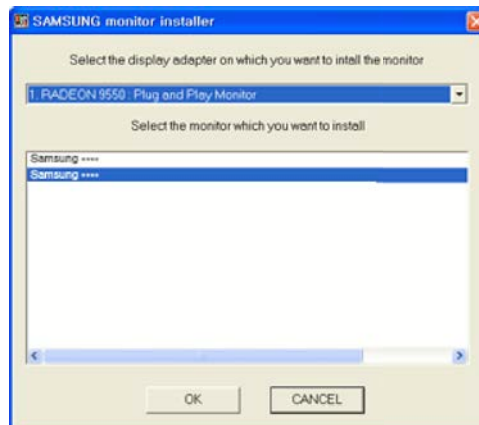 SAMSUNG monitor installer
Select the display adapter on which you want to intall the monitor
1. RADEON 9550 : Plug and Play Monitor
Select the monitor which you want to install
Samsung ····
Samsung ····
OK
CANCEL